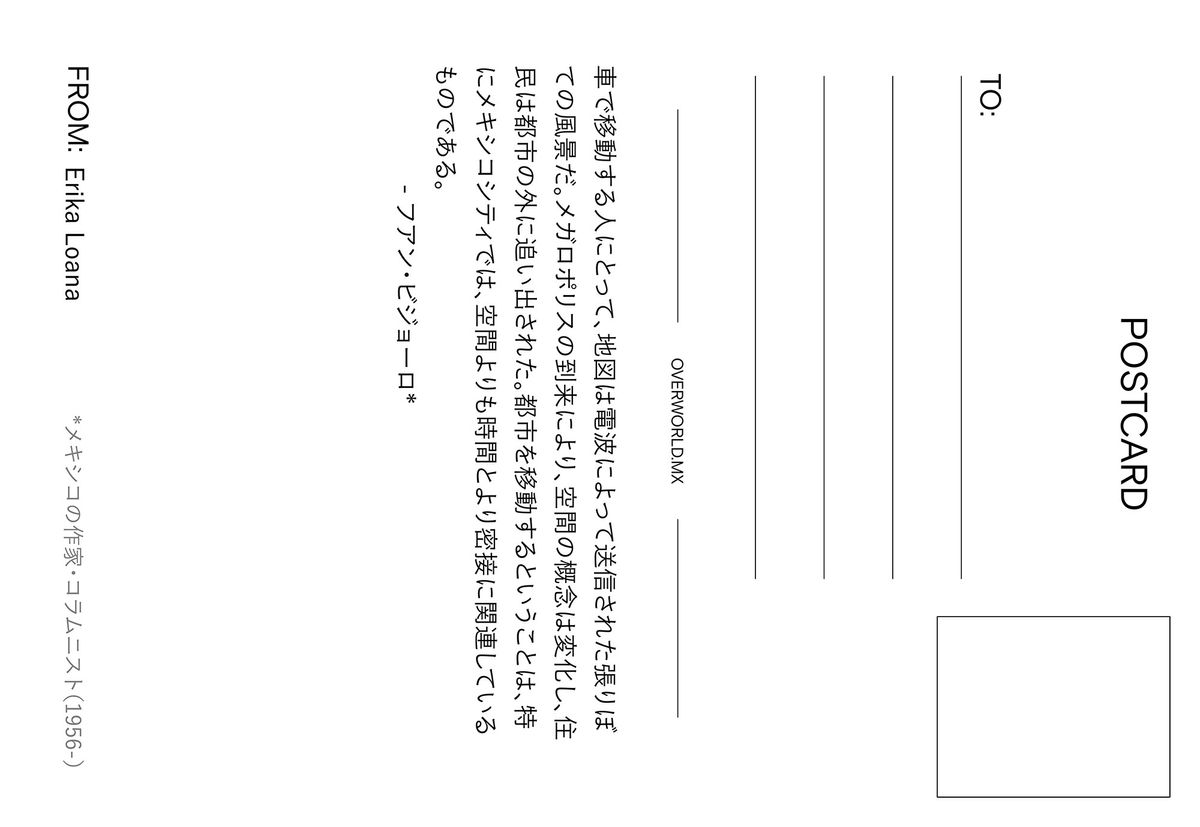 POSTCARD
TO:
OVERWORLD.MX
車で移動する人にとって、地図は電波によって送信された張りぼ
ての風景だ。メガロポリスの到来により、空間の概念は変化し、住
民は都市の外に追い出された。都市を移動するということは、特
にメキシコシティでは、空間よりも時間とより密接に関連している
ものである。
- フアン・ビジョーロ*
FROM: Erika Loana
*メキシコの作家・コラムニスト(1956-)